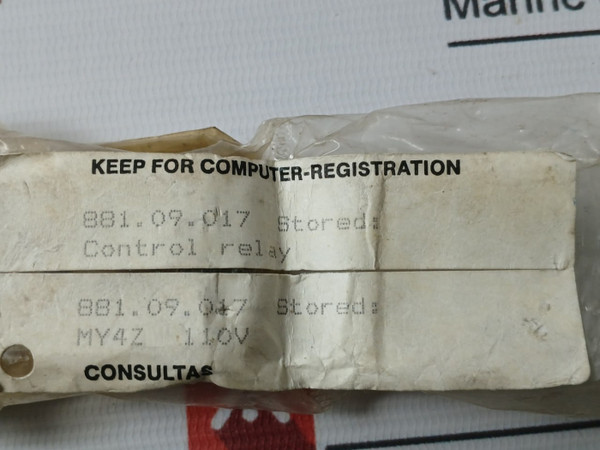 Marine
KEEP FOR COMPUTER-REGISTRATION
881.09.017 Stored:
Control relay
881.09.017 Stored:
MY4Z 110V
CONSULTAS